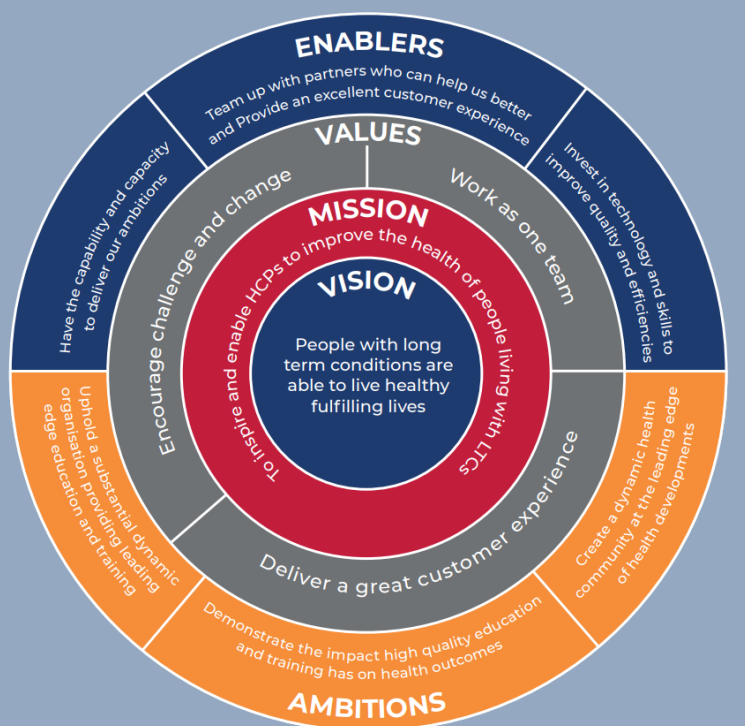 ENABLERS
Team up with partners who can help us better
and Provide an excellent customer experience
Have the capability and capacity
to deliver our ambitions
Invest in technology and skills to
improve quality and efficiencies
VALUES
Encourage challenge and change
Work as one team
Deliver a great customer experience
MISSION
To inspire and enable HCPs to improve the health of people living with LTCs
VISION
People with long
term conditions are
able to live healthy
fulfilling lives
Uphold a substantial dynamic
organisation providing leading
edge education and training
Create a dynamic health
community at the leading edge
of health developments
Demonstrate the impact high quality education
and training has on health outcomes
AMBITIONS